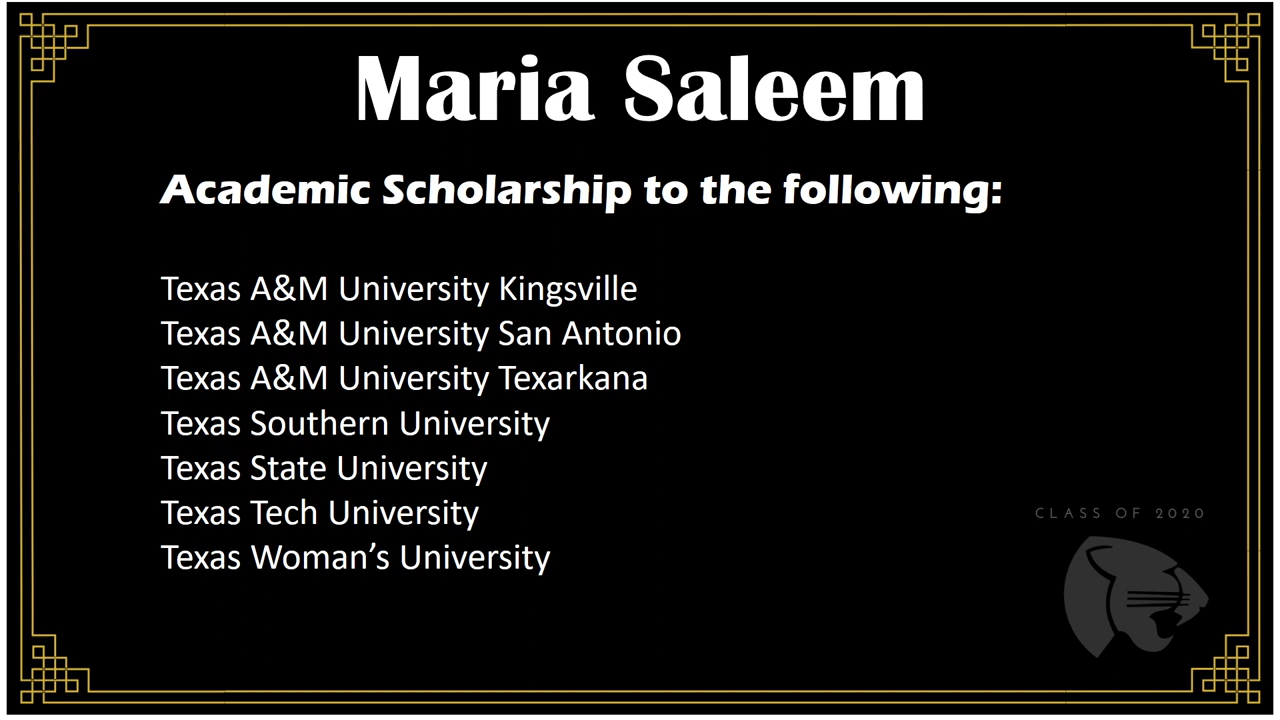 Maria Saleem
Academic Scholarship to the following:
Texas A&M University Kingsville
Texas A&M University San Antonio
Texas A&M University Texarkana
Texas Southern University
Texas State University
Texas Tech University
Texas Woman’s University
CLASS OF 2020